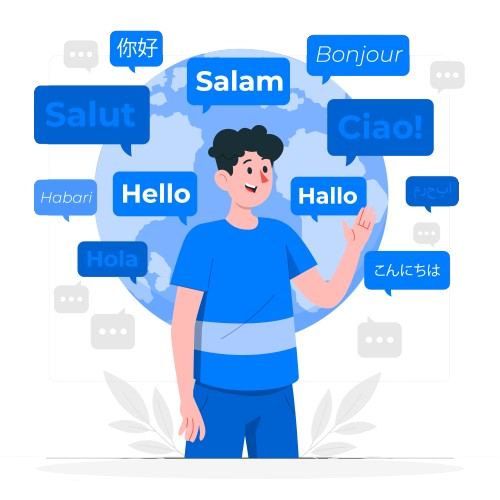 你好
Bonjour
Salam
Salut
Ciao!
Hello
Hallo
Habari
Hola
こんにちは